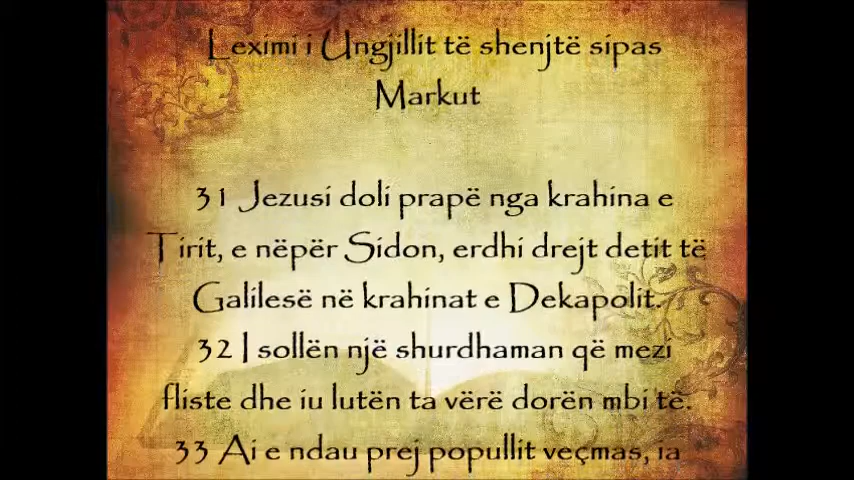 Leximi i Ungjillit të shenjtë sipas
Markut
31 Jezusi doli prapë nga krahina e
Tirit, e nëpër Sidon, erdhi drejt detit të
Galilesë në krahinat e Dekapolit.
32 I sollën një shurdhaman që mezi
fliste dhe iu lutën ta vërë dorën mbi të.
33 Ai e ndau prej popullit veçmas, ia